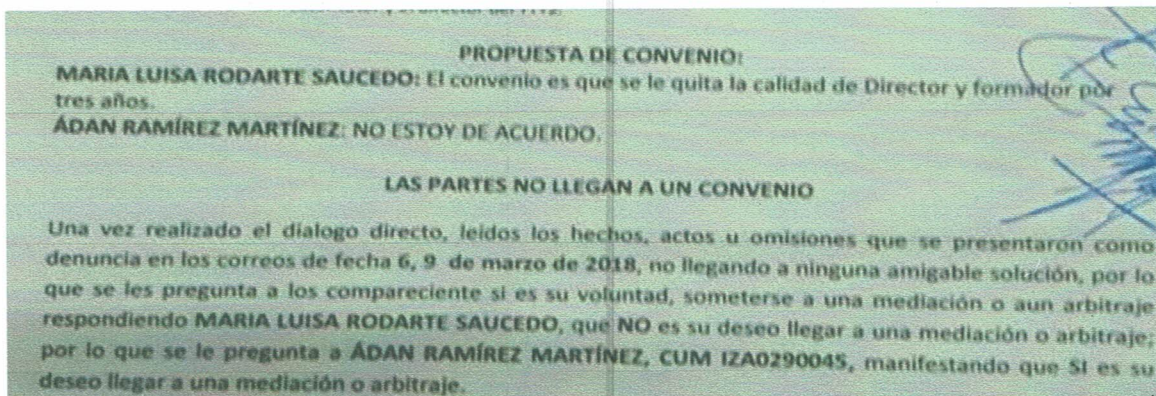 PROPUESTA DE CONVENIO:
MARIA LUISA RODARTE SAUCEDO: El convenio es que se le quita la calidad de Director y formador por
tres años.
ÁDAN RAMÍREZ MARTÍNEZ: NO ESTOY DE ACUERDO.
LAS PARTES NO LLEGAN A UN CONVENIO
Una vez realizado el dialogo directo, leídos los hechos, actos u omisiones que se presentaron como
denuncia en los correos de fecha 6, 9 de marzo de 2018, no llegando a ninguna amigable solución, por lo
que se les pregunta a los compareciente si es su voluntad, someterse a una mediación o aun arbitraje
respondiendo MARIA LUISA RODARTE SAUCEDO, que NO es su deseo llegar a una mediación o arbitraje;
por lo que se le pregunta a ÁDAN RAMÍREZ MARTÍNEZ, CUM IZA0290045, manifestando que SI es su
deseo llegar a una mediación o arbitraje.